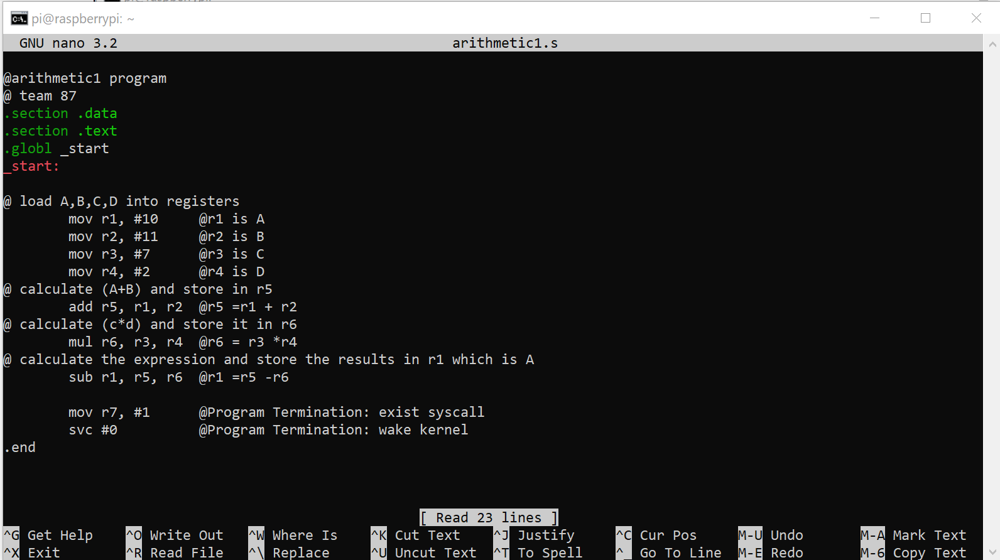 pi@raspberrypi: ~
GNU nano 3.2 arithmetic1.s
@arithmetic1 program
@ team 87
.section .data
.section .text
.globl _start
_start:
@ load A,B,C,D into registers
mov r1, #10 @r1 is A
mov r2, #11 @r2 is B
mov r3, #7 @r3 is C
mov r4, #2 @r4 is D
@ calculate (A+B) and store in r5
add r5, r1, r2 @r5 =r1 + r2
@ calculate (c*d) and store it in r6
mul r6, r3, r4 @r6 = r3 *r4
@ calculate the expression and store the results in r1 which is A
sub r1, r5, r6 @r1 =r5 -r6
mov r7, #1 @Program Termination: exist syscall
svc #0 @Program Termination: wake kernel
.end
[ Read 23 lines ]
^G Get Help ^O Write Out ^W Where Is ^K Cut Text ^J Justify ^C Cur Pos M-U Undo M-A Mark Text
^X Exit ^R Read File ^\ Replace ^U Uncut Text ^T To Spell ^_ Go To Line M-E Redo M-6 Copy Text